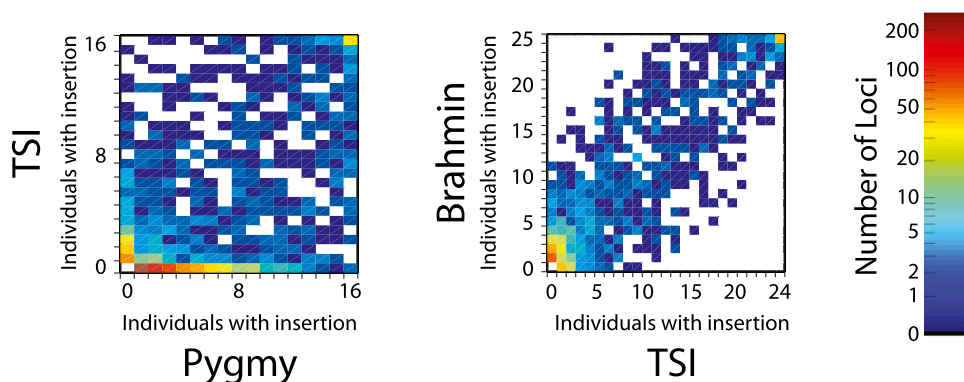 TSI
Individuals with insertion
16
8
0
0 8 16
Individuals with insertion
Pygmy
Brahmin
Individuals with insertion
25
20
15
10
5
0
0 5 10 15 20 24
Individuals with insertion
TSI
Number of Loci
200
100
50
20
10
5
2
1
0